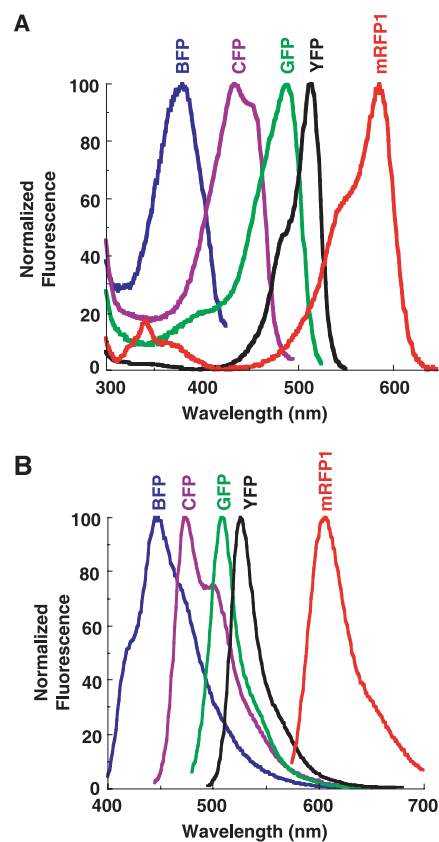 A
BFP
CFP
GFP
YFP
mRFP1
100
80
60
40
20
0
Normalized
Fluorescence
300
400
500
600
Wavelength (nm)
B
BFP
CFP
GFP
YFP
mRFP1
100
80
60
40
20
0
Normalized
Fluorescence
400
500
600
700
Wavelength (nm)